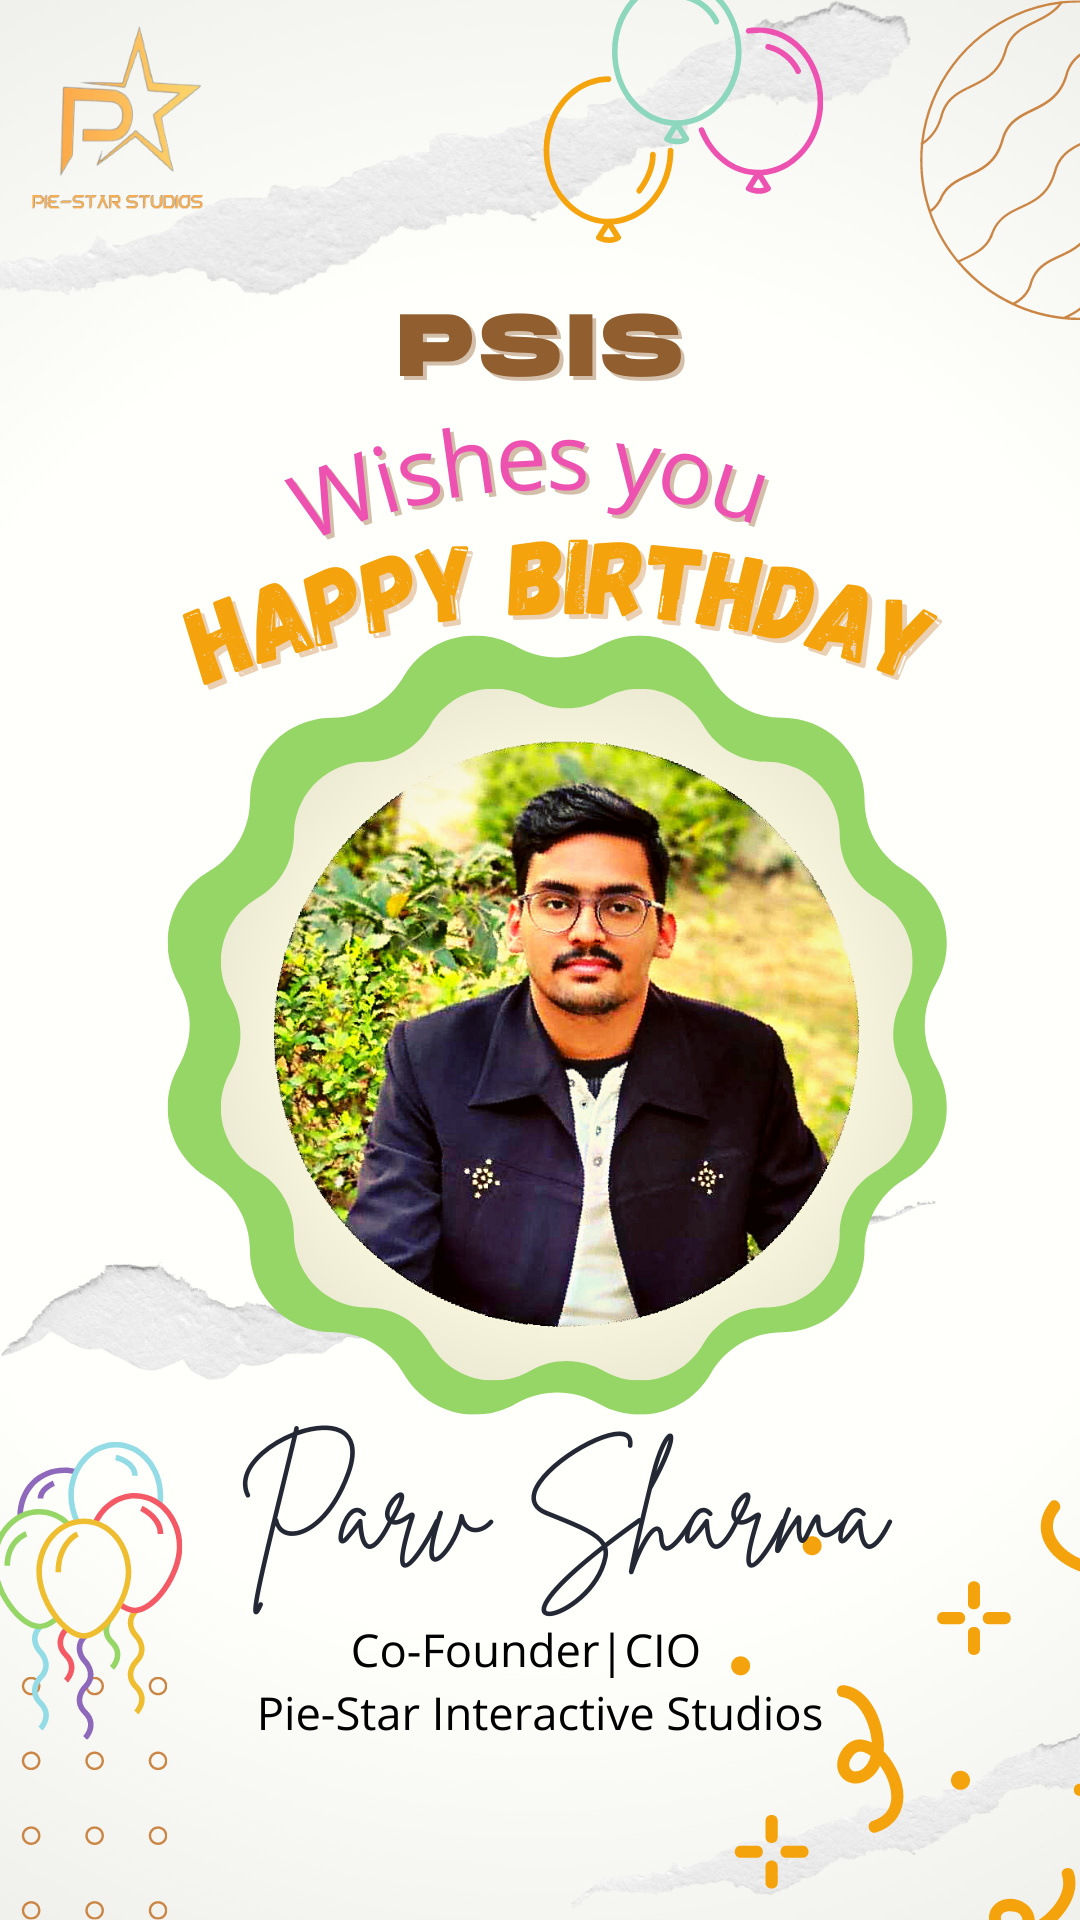 PIE-STAR STUDIOS
PSIS
Wishes you
HAPPY BIRTHDAY
Parv Sharma
Co-Founder|CIO
Pie-Star Interactive Studios